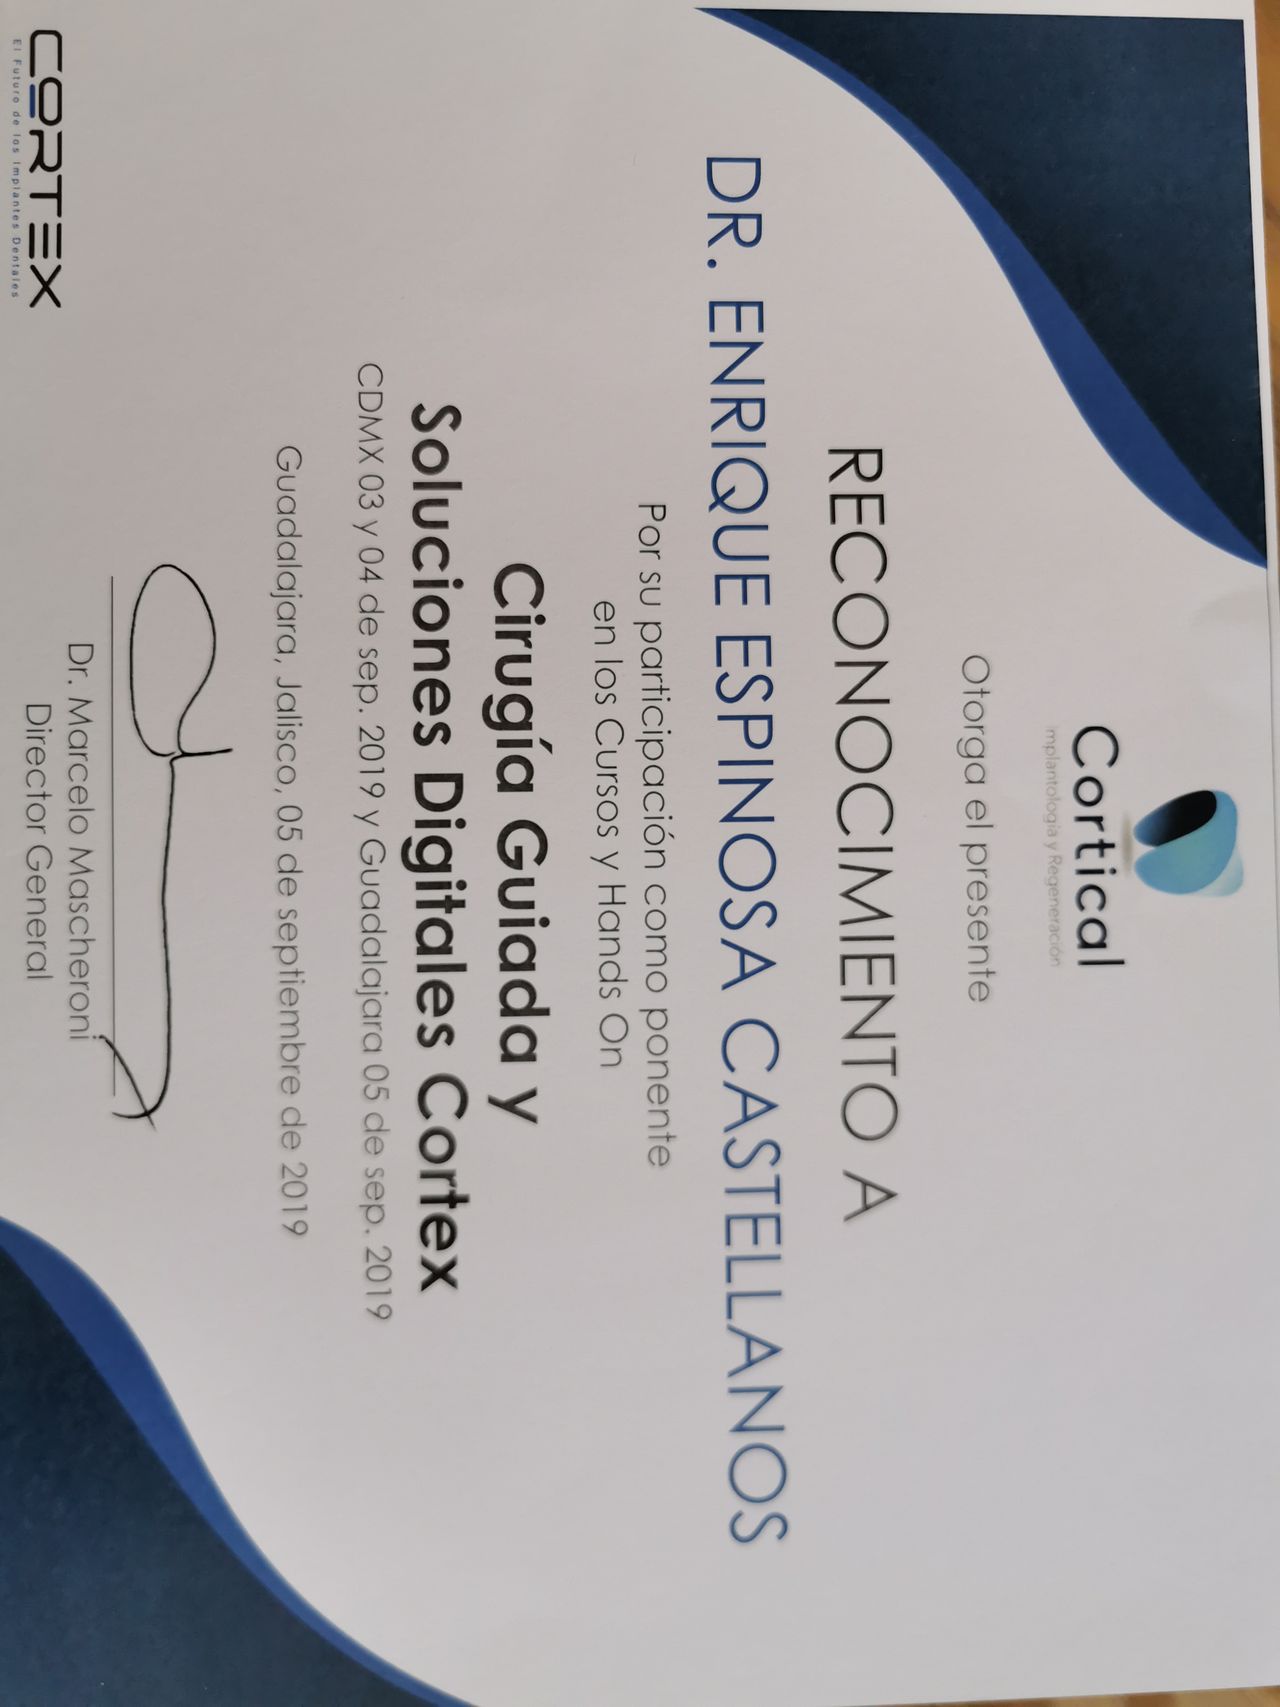 Cortical
Implantología y Regeneración
Otorga el presente
RECONOCIMIENTO A
DR. ENRIQUE ESPINOSA CASTELLANOS
Por su participación como ponente
en los Cursos y Hands On
Cirugía Guiada y
Soluciones Digitales Cortex
CDMX 03 y 04 de sep. 2019 y Guadalajara 05 de sep. 2019
Guadalajara, Jalisco, 05 de septiembre de 2019
Dr. Marcelo Mascheroni
Director General
CORTEX
El Futuro de los Implantes Dentales